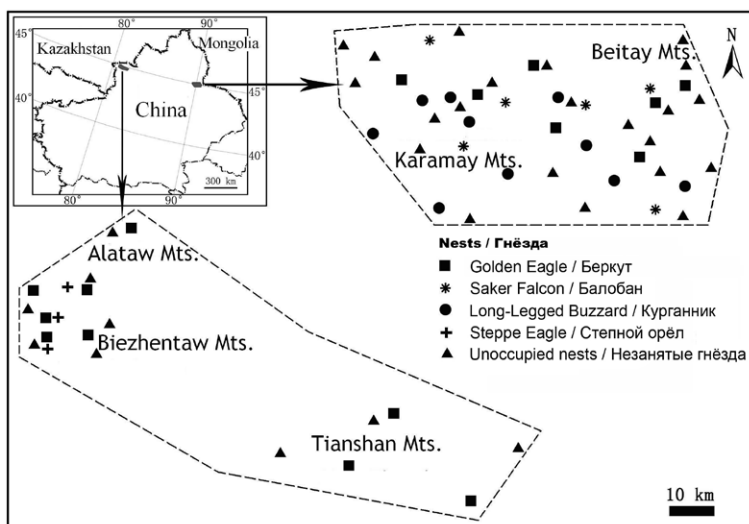 45°
80°
90°
Kazakhstan
Mongolia
40°
China
45°
40°
80°
90°
300 km
Beitay Mts.
N
Karamay Mts.
Alataw Mts.
Biezhentaw Mts.
Tianshan Mts.
Nests / Гнёзда
Golden Eagle / Беркут
Saker Falcon / Балобан
Long-Legged Buzzard / Курганник
Steppe Eagle / Степной орёл
Unoccupied nests / Незанятые гнёзда
10 km